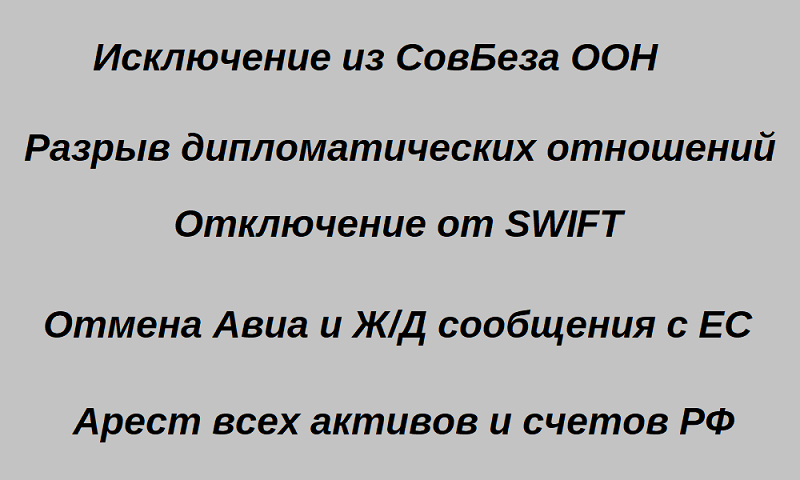 Исключение из СовБеза ООН
Разрыв дипломатических отношений
Отключение от SWIFT
Отмена Авиа и Ж/Д сообщения с ЕС
Арест всех активов и счетов РФ